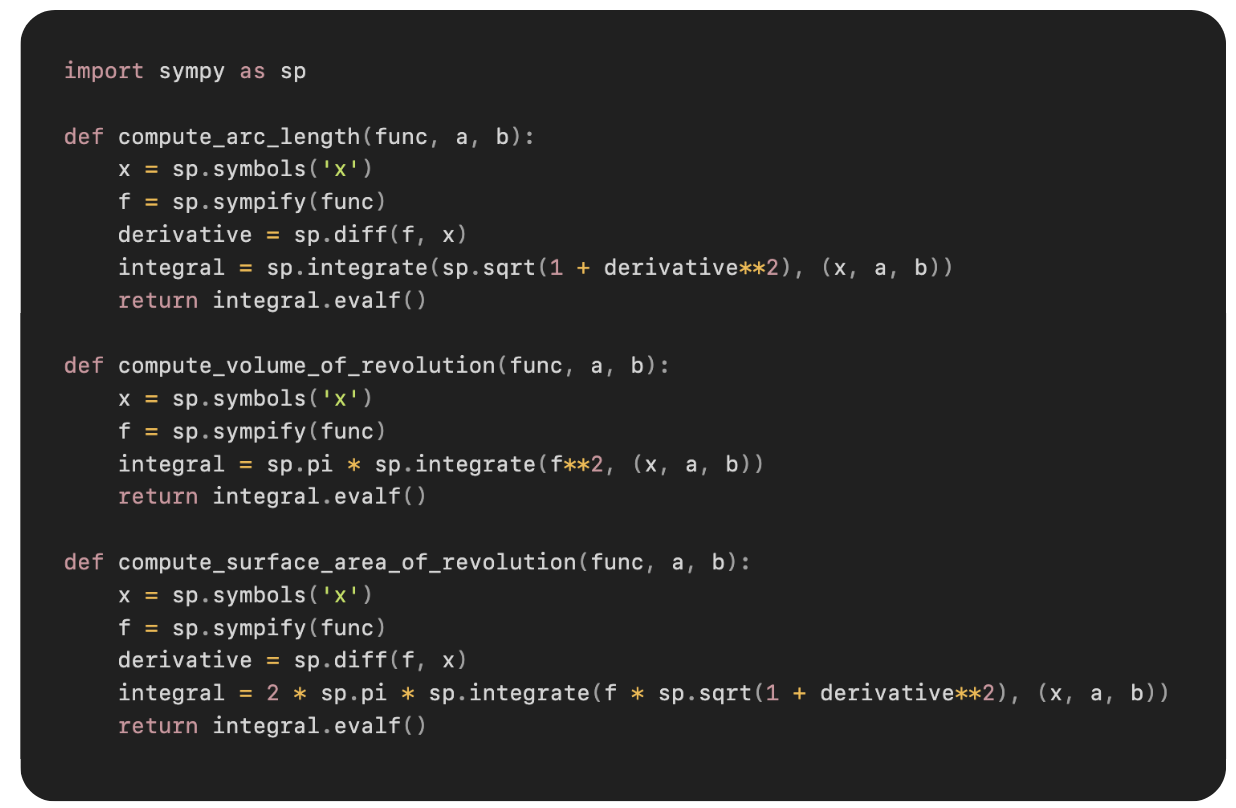 import sympy as sp

def compute_arc_length(func, a, b):
    x = sp.symbols('x')
    f = sp.sympify(func)
    derivative = sp.diff(f, x)
    integral = sp.integrate(sp.sqrt(1 + derivative**2), (x, a, b))
    return integral.evalf()

def compute_volume_of_revolution(func, a, b):
    x = sp.symbols('x')
    f = sp.sympify(func)
    integral = sp.pi * sp.integrate(f**2, (x, a, b))
    return integral.evalf()

def compute_surface_area_of_revolution(func, a, b):
    x = sp.symbols('x')
    f = sp.sympify(func)
    derivative = sp.diff(f, x)
    integral = 2 * sp.pi * sp.integrate(f * sp.sqrt(1 + derivative**2), (x, a, b))
    return integral.evalf()